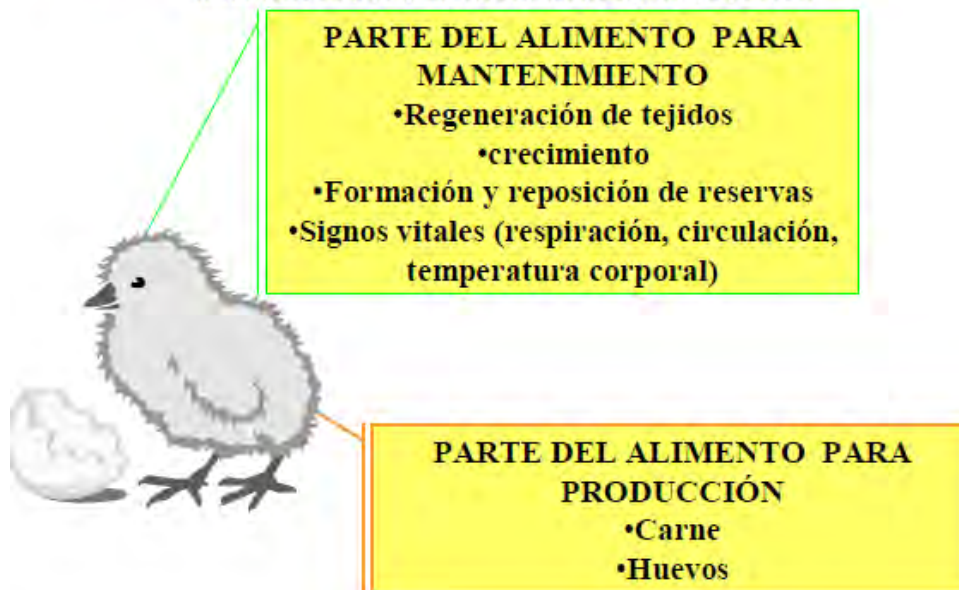 PARTE DEL ALIMENTO PARA
MANTENIMIENTO
•Regeneración de tejidos
•crecimiento
•Formación y reposición de reservas
•Signos vitales (respiración, circulación,
temperatura corporal)
PARTE DEL ALIMENTO PARA
PRODUCCIÓN
•Carne
•Huevos